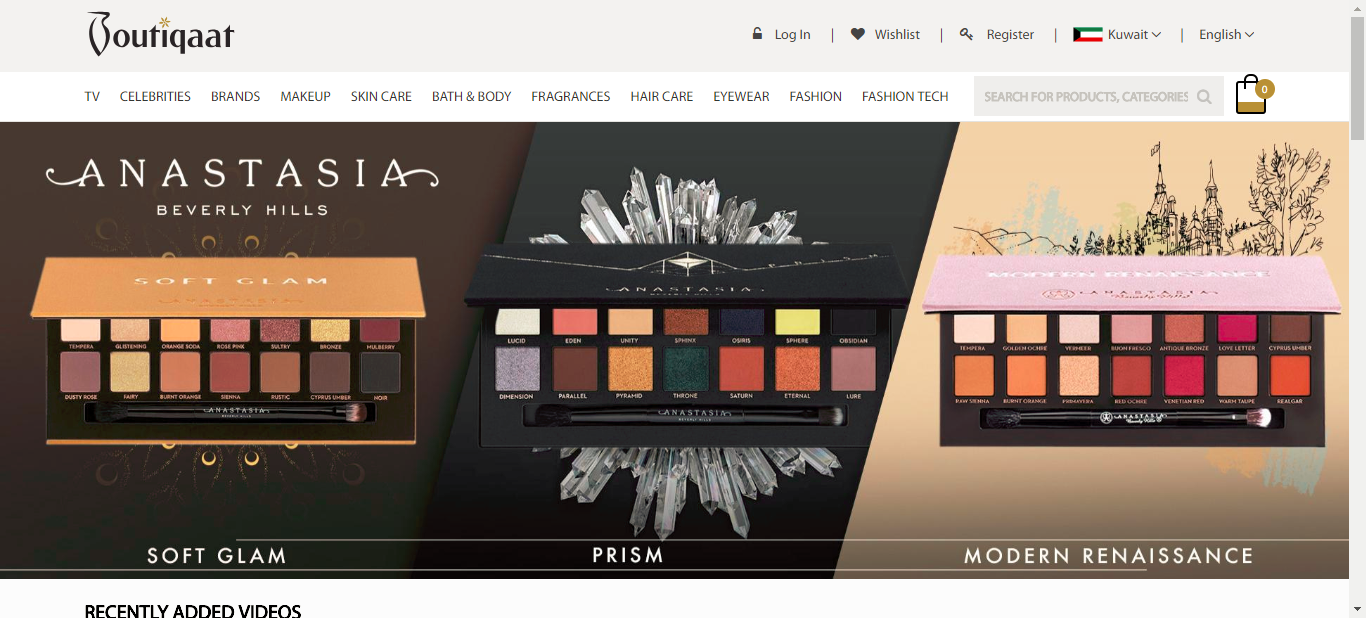 Boutiqaat
Log In | Wishlist | Register | Kuwait | English
TV CELEBRITIES BRANDS MAKEUP SKIN CARE BATH & BODY FRAGRANCES HAIR CARE EYEWEAR FASHION FASHION TECH SEARCH FOR PRODUCTS, CATEGORIES 0
ANASTASIA
BEVERLY HILLS
SOFT GLAM
ANASTASIA
TEMPERA GLISTENING ORANGE SODA ROSE PINK SULTRY BRONZE MULBERRY
DUSTY ROSE FAIRY BURNT ORANGE SIENNA RUSTIC CYPRUS UMBER NOIR
ANASTASIA
BEVERLY HILLS
SOFT GLAM
PRISM
ANASTASIA
BEVERLY HILLS
LUCID EDEN UNITY SPHINX OSIRIS SPHERE OBSIDIAN
DIMENSION PARALLEL PYRAMID THRONE SATURN ETERNAL LURE
ANASTASIA
BEVERLY HILLS
PRISM
MODERN RENAISSANCE
ANASTASIA
Beverly Hills
TEMPERA GOLDEN OCHRE VERMEER BUON FRESCO ANTIQUE BRONZE LOVE LETTER CYPRUS UMBER
RAW SIENNA BURNT ORANGE PRIMAVERA RED OCHRE VENETIAN RED WARM TAUPE REALGAR
ANASTASIA
Beverly Hills
MODERN RENAISSANCE
RECENTLY ADDED VIDEOS